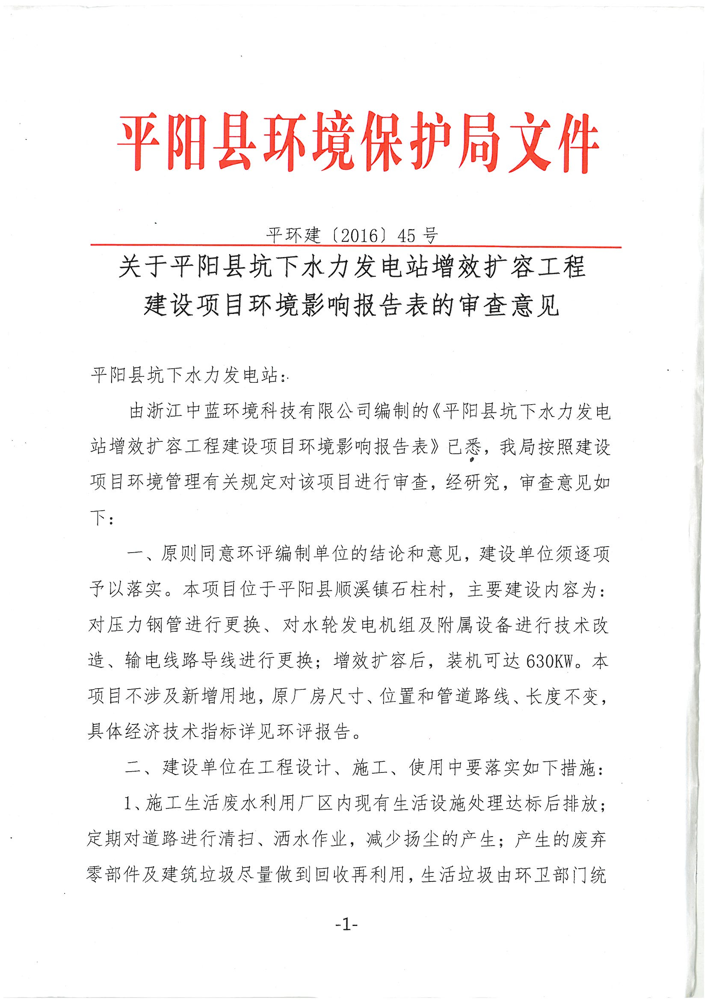 平阳县环境保护局文件
平环建〔2016〕45 号
关于平阳县坑下水力发电站增效扩容工程
建设项目环境影响报告表的审查意见
平阳县坑下水力发电站：
由浙江中蓝环境科技有限公司编制的《平阳县坑下水力发电
站增效扩容工程建设项目环境影响报告表》已悉，我局按照建设
项目环境管理有关规定对该项目进行审查，经研究，审查意见如
下：
一、原则同意环评编制单位的结论和意见，建设单位须逐项
予以落实。本项目位于平阳县顺溪镇石柱村，主要建设内容为：
对压力钢管进行更换、对水轮发电机组及附属设备进行技术改
造、输电线路导线进行更换；增效扩容后，装机可达 630KW。本
项目不涉及新增用地，原厂房尺寸、位置和管道路线、长度不变，
具体经济技术指标详见环评报告。
二、建设单位在工程设计、施工、使用中要落实如下措施：
1、施工生活废水利用厂区内现有生活设施处理达标后排放；
定期对道路进行清扫、洒水作业，减少扬尘的产生；产生的废弃
零部件及建筑垃圾尽量做到回收再利用，生活垃圾由环卫部门统
-1-